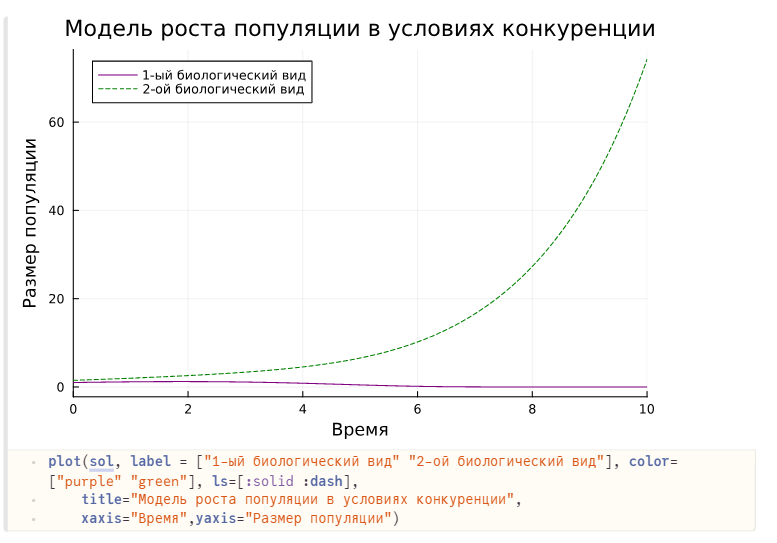 Модель роста популяции в условиях конкуренции
1-ый биологический вид
2-ой биологический вид
60
40
20
0
Размер популяции
0 2 4 6 8 10
Время
plot(sol, label = ["1-ый биологический вид" "2-ой биологический вид"], color=
["purple" "green"], ls=[:solid :dash],
title="Модель роста популяции в условиях конкуренции",
xaxis="Время",yaxis="Размер популяции")